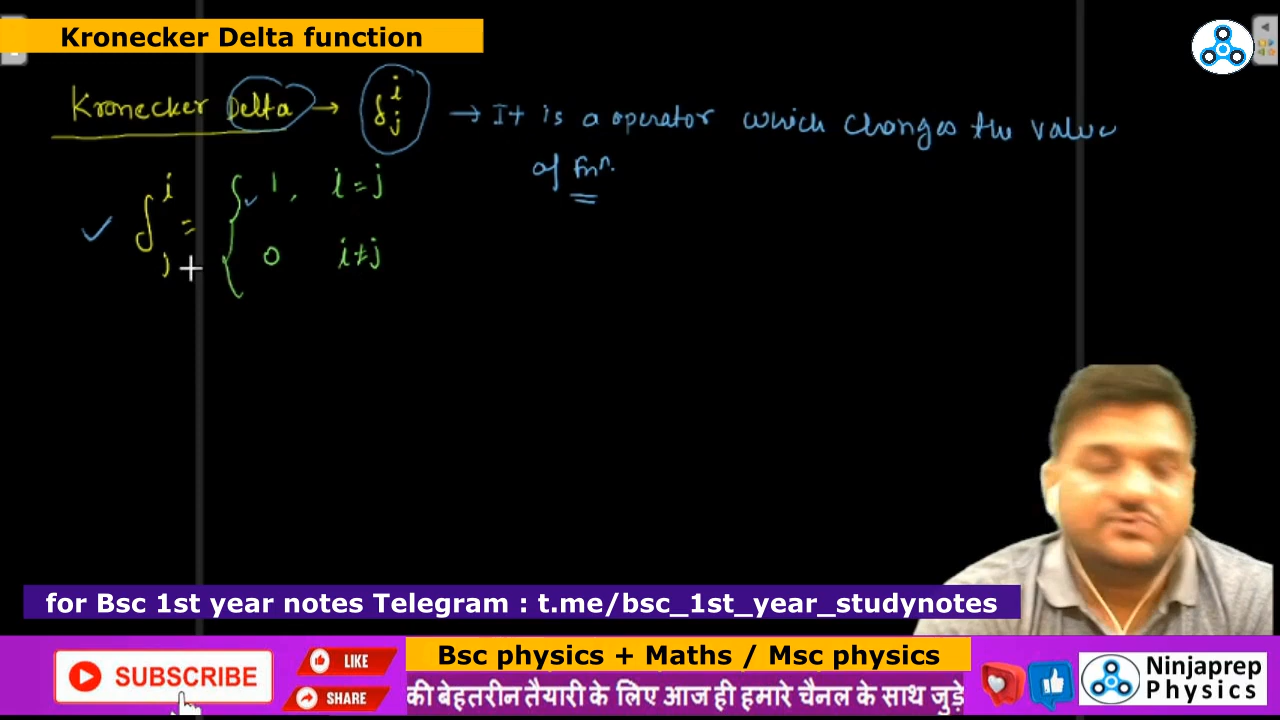 Kronecker Delta function
Kronecker Delta → δ^i_j → It is a operator which changes the value
of fnⁿ.
δ^i_j = { 1, i = j
0 i ≠ j
for Bsc 1st year notes Telegram : t.me/bsc_1st_year_studynotes
SUBSCRIBE
LIKE
SHARE
Bsc physics + Maths / Msc physics
की बेहतरीन तैयारी के लिए आज ही हमारे चैनल के साथ जुड़े
Ninjaprep
Physics